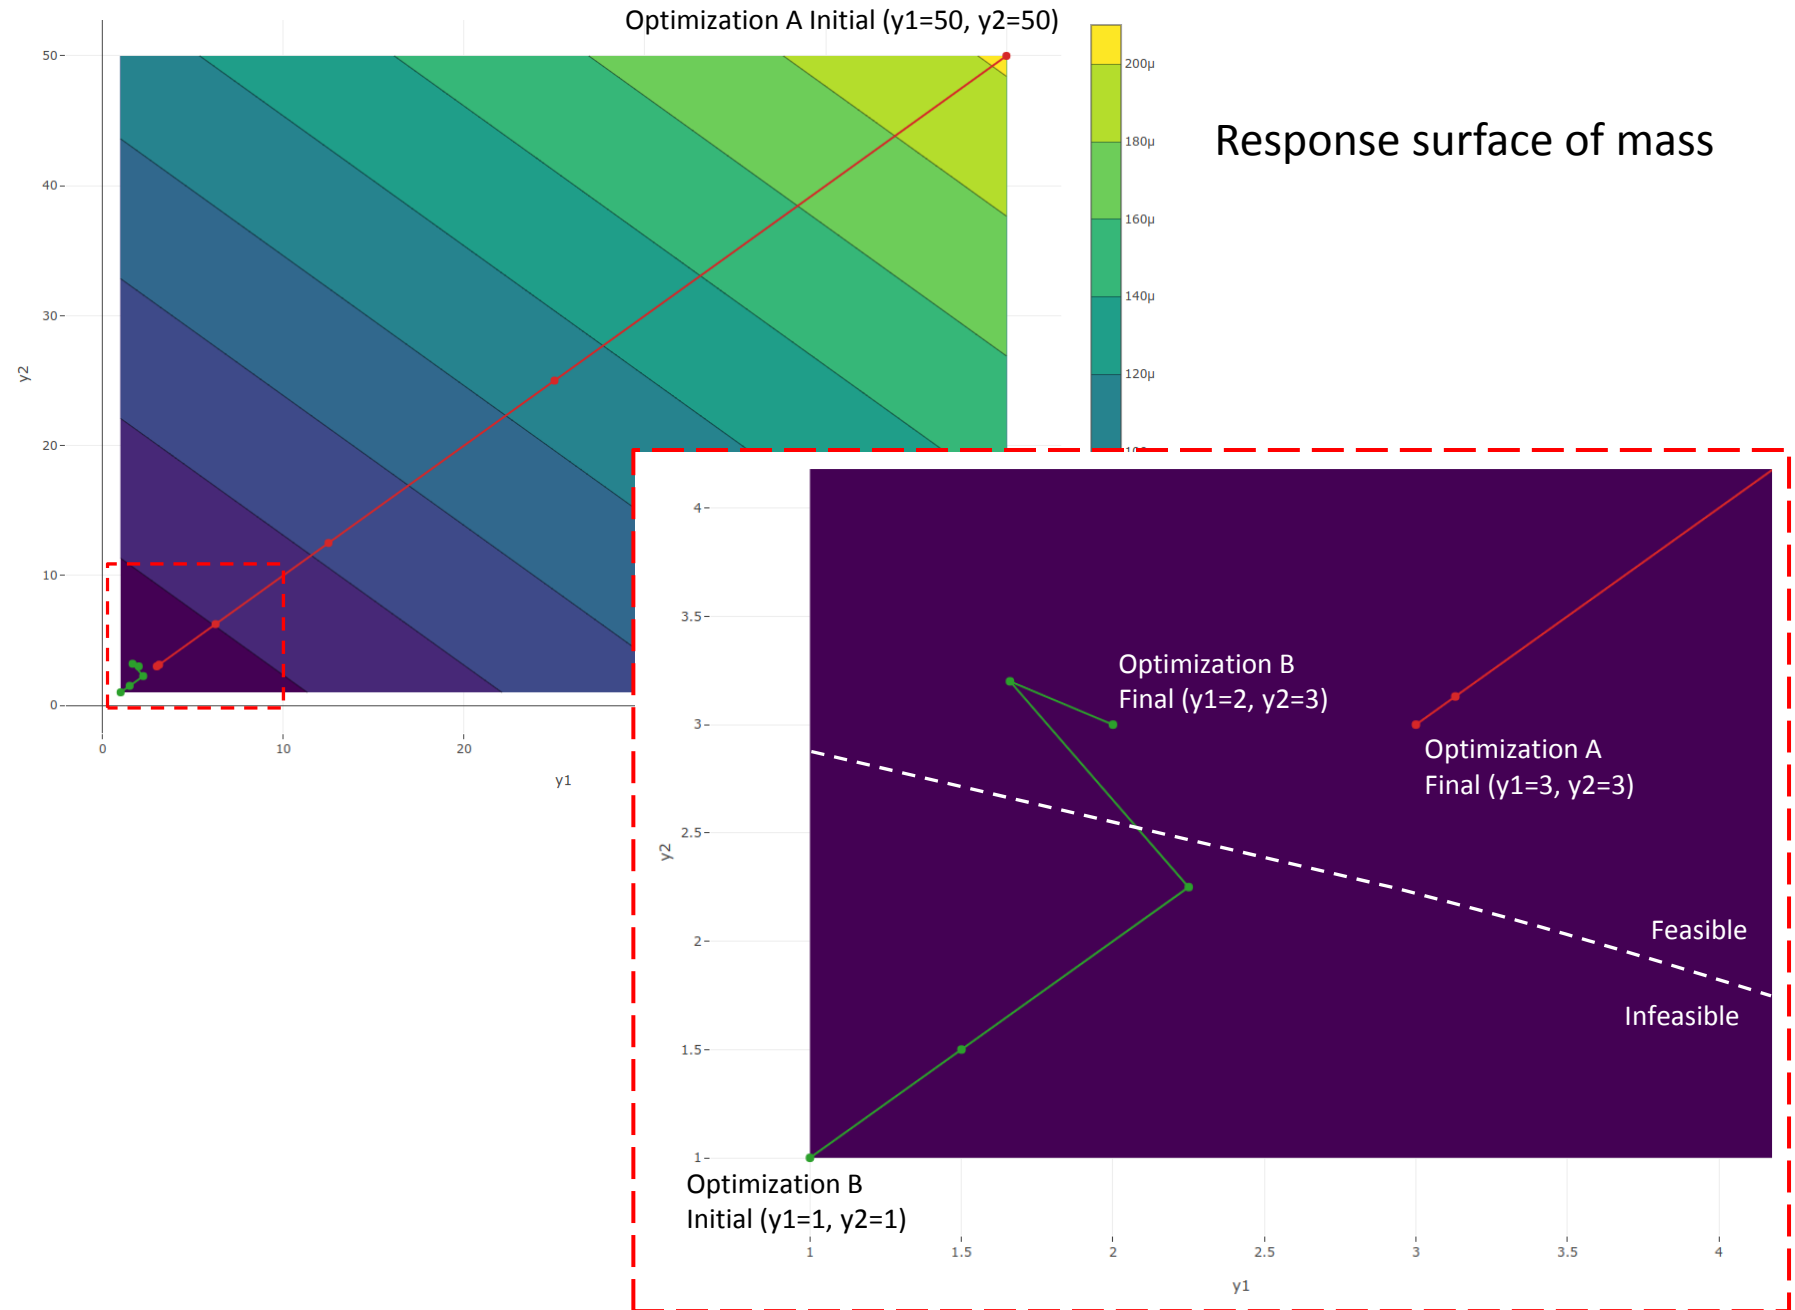 Optimization A Initial (y1=50, y2=50)
Response surface of mass
50
40
30
20
10
0
y2
0
10
20
y1
200μ
180μ
160μ
140μ
120μ
4
3.5
3
2.5
2
1.5
1
y2
Optimization B
Final (y1=2, y2=3)
Optimization A
Final (y1=3, y2=3)
Feasible
Infeasible
Optimization B
Initial (y1=1, y2=1)
1
1.5
2
2.5
3
3.5
4
y1